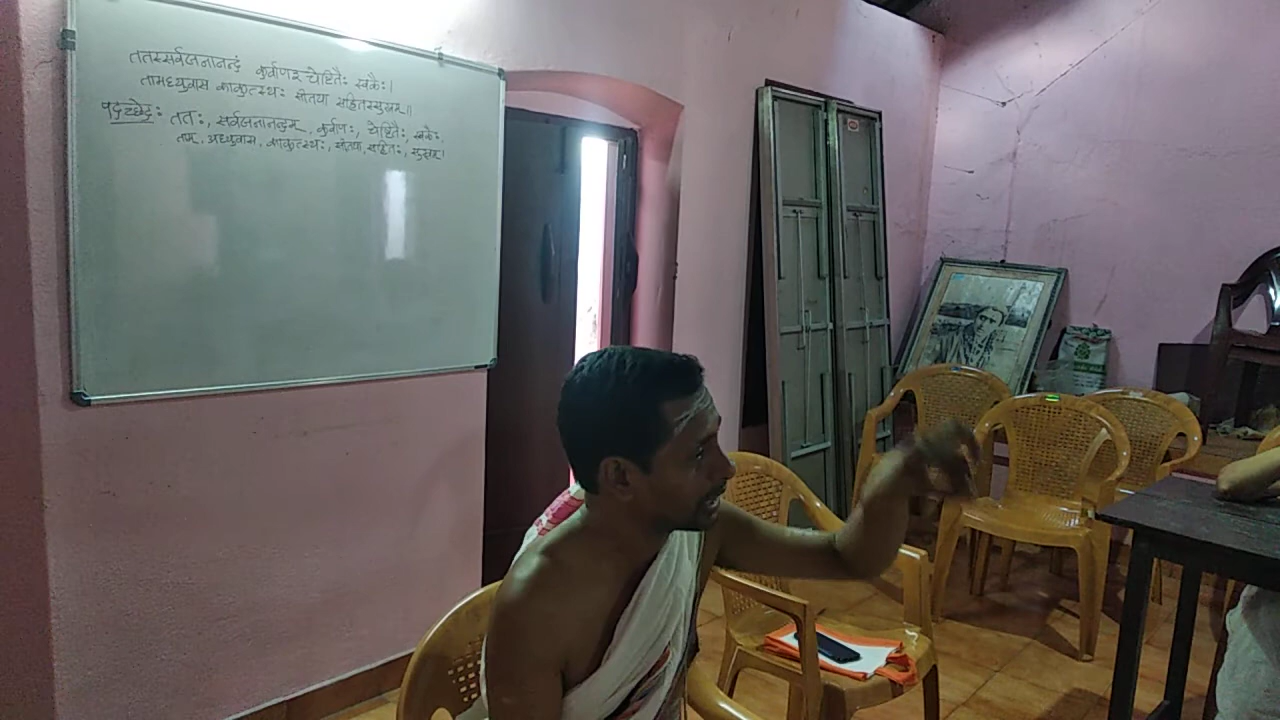 ततस्सर्वजनानन्दं कुर्वाणश्चेष्टितैः स्वकैः।
तामध्युवास काकुत्स्थः सीतया सहितस्सुखम्॥
पदच्छेदः ततः, सर्वजनानन्दम्, कुर्वाणः, चेष्टितैः, स्वकैः,
ताम्, अध्युवास, काकुत्स्थः, सीतया, सहितः, सुखम्।